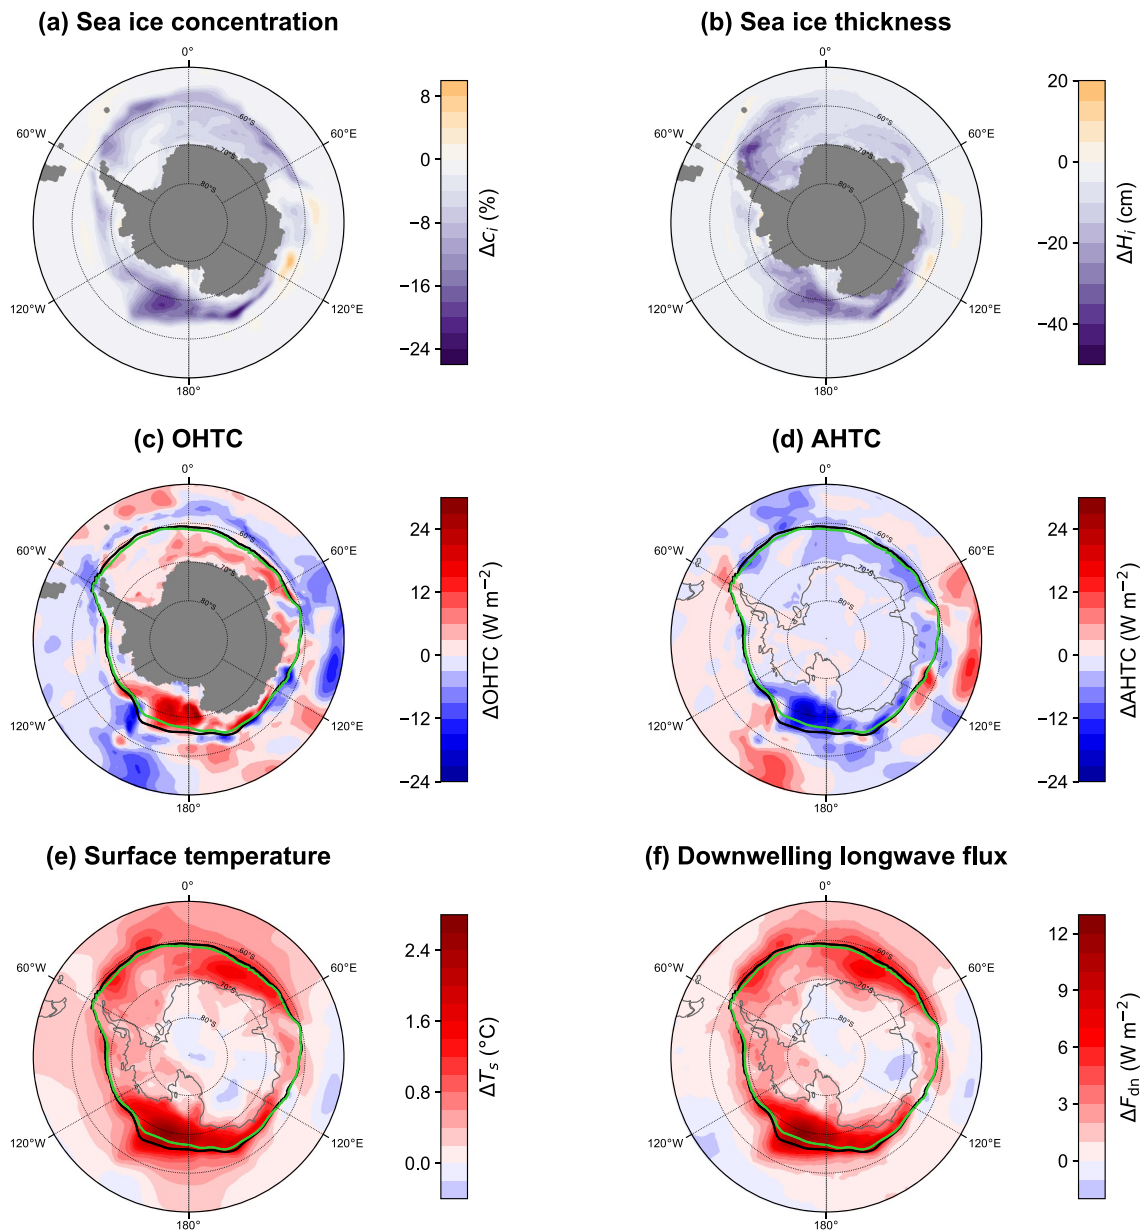 (a) Sea ice concentration
(b) Sea ice thickness
0°
60°W
60°E
120°W
120°E
180°
60°S
70°S
80°S
8
0
−8
−16
−24
Δcᵢ (%)
0°
60°W
60°E
120°W
120°E
180°
60°S
70°S
80°S
20
0
−20
−40
ΔHᵢ (cm)
(c) OHTC
(d) AHTC
0°
60°W
60°E
120°W
120°E
180°
60°S
70°S
80°S
24
12
0
−12
−24
ΔOHTC (W m⁻²)
0°
60°W
60°E
120°W
120°E
180°
60°S
70°S
80°S
24
12
0
−12
−24
ΔAHTC (W m⁻²)
(e) Surface temperature
(f) Downwelling longwave flux
0°
60°W
60°E
120°W
120°E
180°
60°S
70°S
80°S
2.4
1.6
0.8
0.0
ΔTₛ (°C)
0°
60°W
60°E
120°W
120°E
180°
60°S
70°S
80°S
12
9
6
3
0
ΔF_dn (W m⁻²)